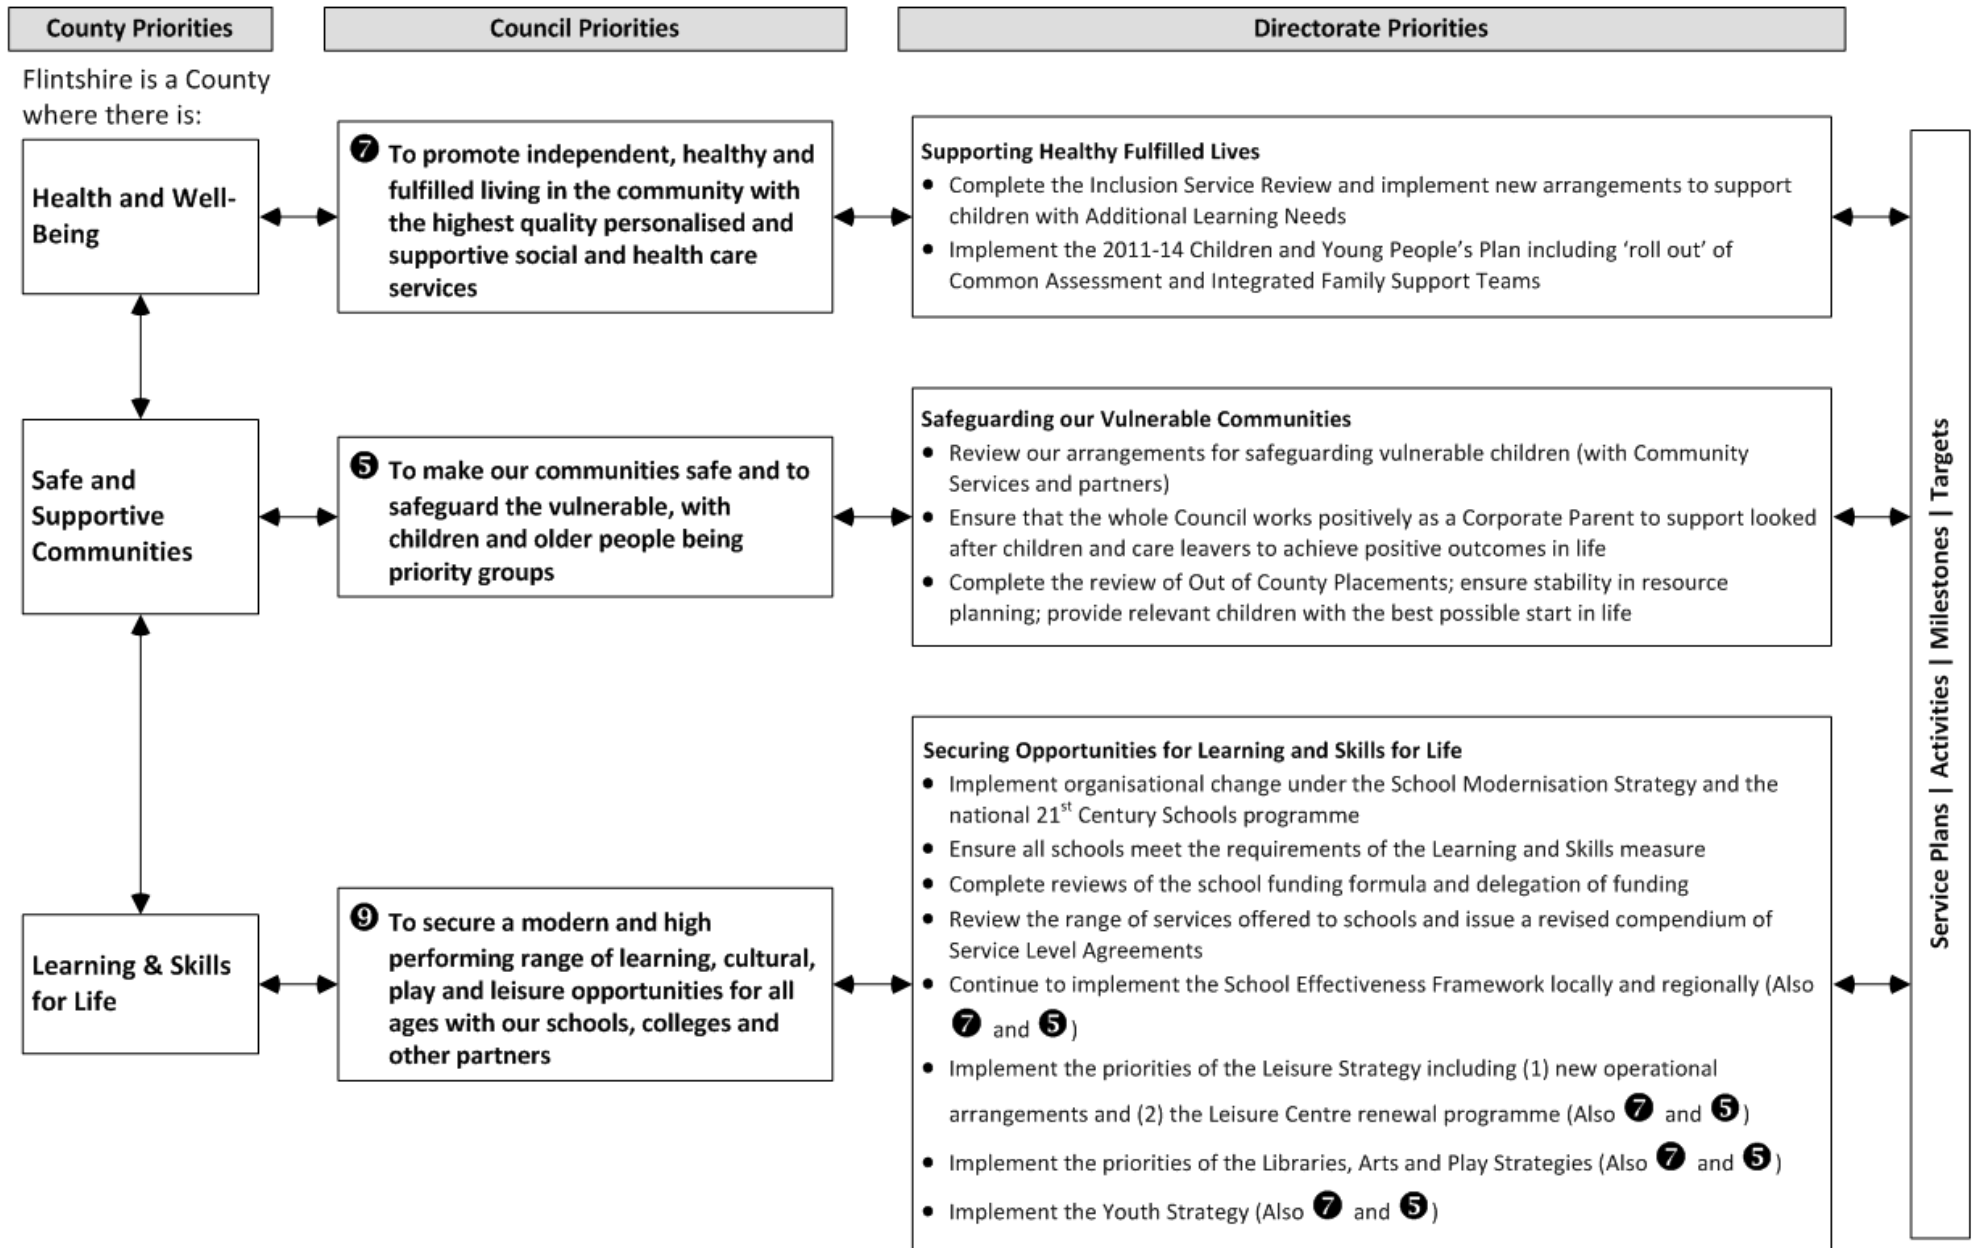 County Priorities
Council Priorities
Directorate Priorities
Flintshire is a County
where there is:
Health and Well-
Being
❼ To promote independent, healthy and
fulfilled living in the community with
the highest quality personalised and
supportive social and health care
services
Supporting Healthy Fulfilled Lives
• Complete the Inclusion Service Review and implement new arrangements to support
children with Additional Learning Needs
• Implement the 2011-14 Children and Young People’s Plan including ‘roll out’ of
Common Assessment and Integrated Family Support Teams
Safe and
Supportive
Communities
❺ To make our communities safe and to
safeguard the vulnerable, with
children and older people being
priority groups
Safeguarding our Vulnerable Communities
• Review our arrangements for safeguarding vulnerable children (with Community
Services and partners)
• Ensure that the whole Council works positively as a Corporate Parent to support looked
after children and care leavers to achieve positive outcomes in life
• Complete the review of Out of County Placements; ensure stability in resource
planning; provide relevant children with the best possible start in life
Learning & Skills
for Life
❾ To secure a modern and high
performing range of learning, cultural,
play and leisure opportunities for all
ages with our schools, colleges and
other partners
Securing Opportunities for Learning and Skills for Life
• Implement organisational change under the School Modernisation Strategy and the
national 21st Century Schools programme
• Ensure all schools meet the requirements of the Learning and Skills measure
• Complete reviews of the school funding formula and delegation of funding
• Review the range of services offered to schools and issue a revised compendium of
Service Level Agreements
• Continue to implement the School Effectiveness Framework locally and regionally (Also
❼ and ❺)
• Implement the priorities of the Leisure Strategy including (1) new operational
arrangements and (2) the Leisure Centre renewal programme (Also ❼ and ❺)
• Implement the priorities of the Libraries, Arts and Play Strategies (Also ❼ and ❺)
• Implement the Youth Strategy (Also ❼ and ❺)
Service Plans | Activities | Milestones | Targets